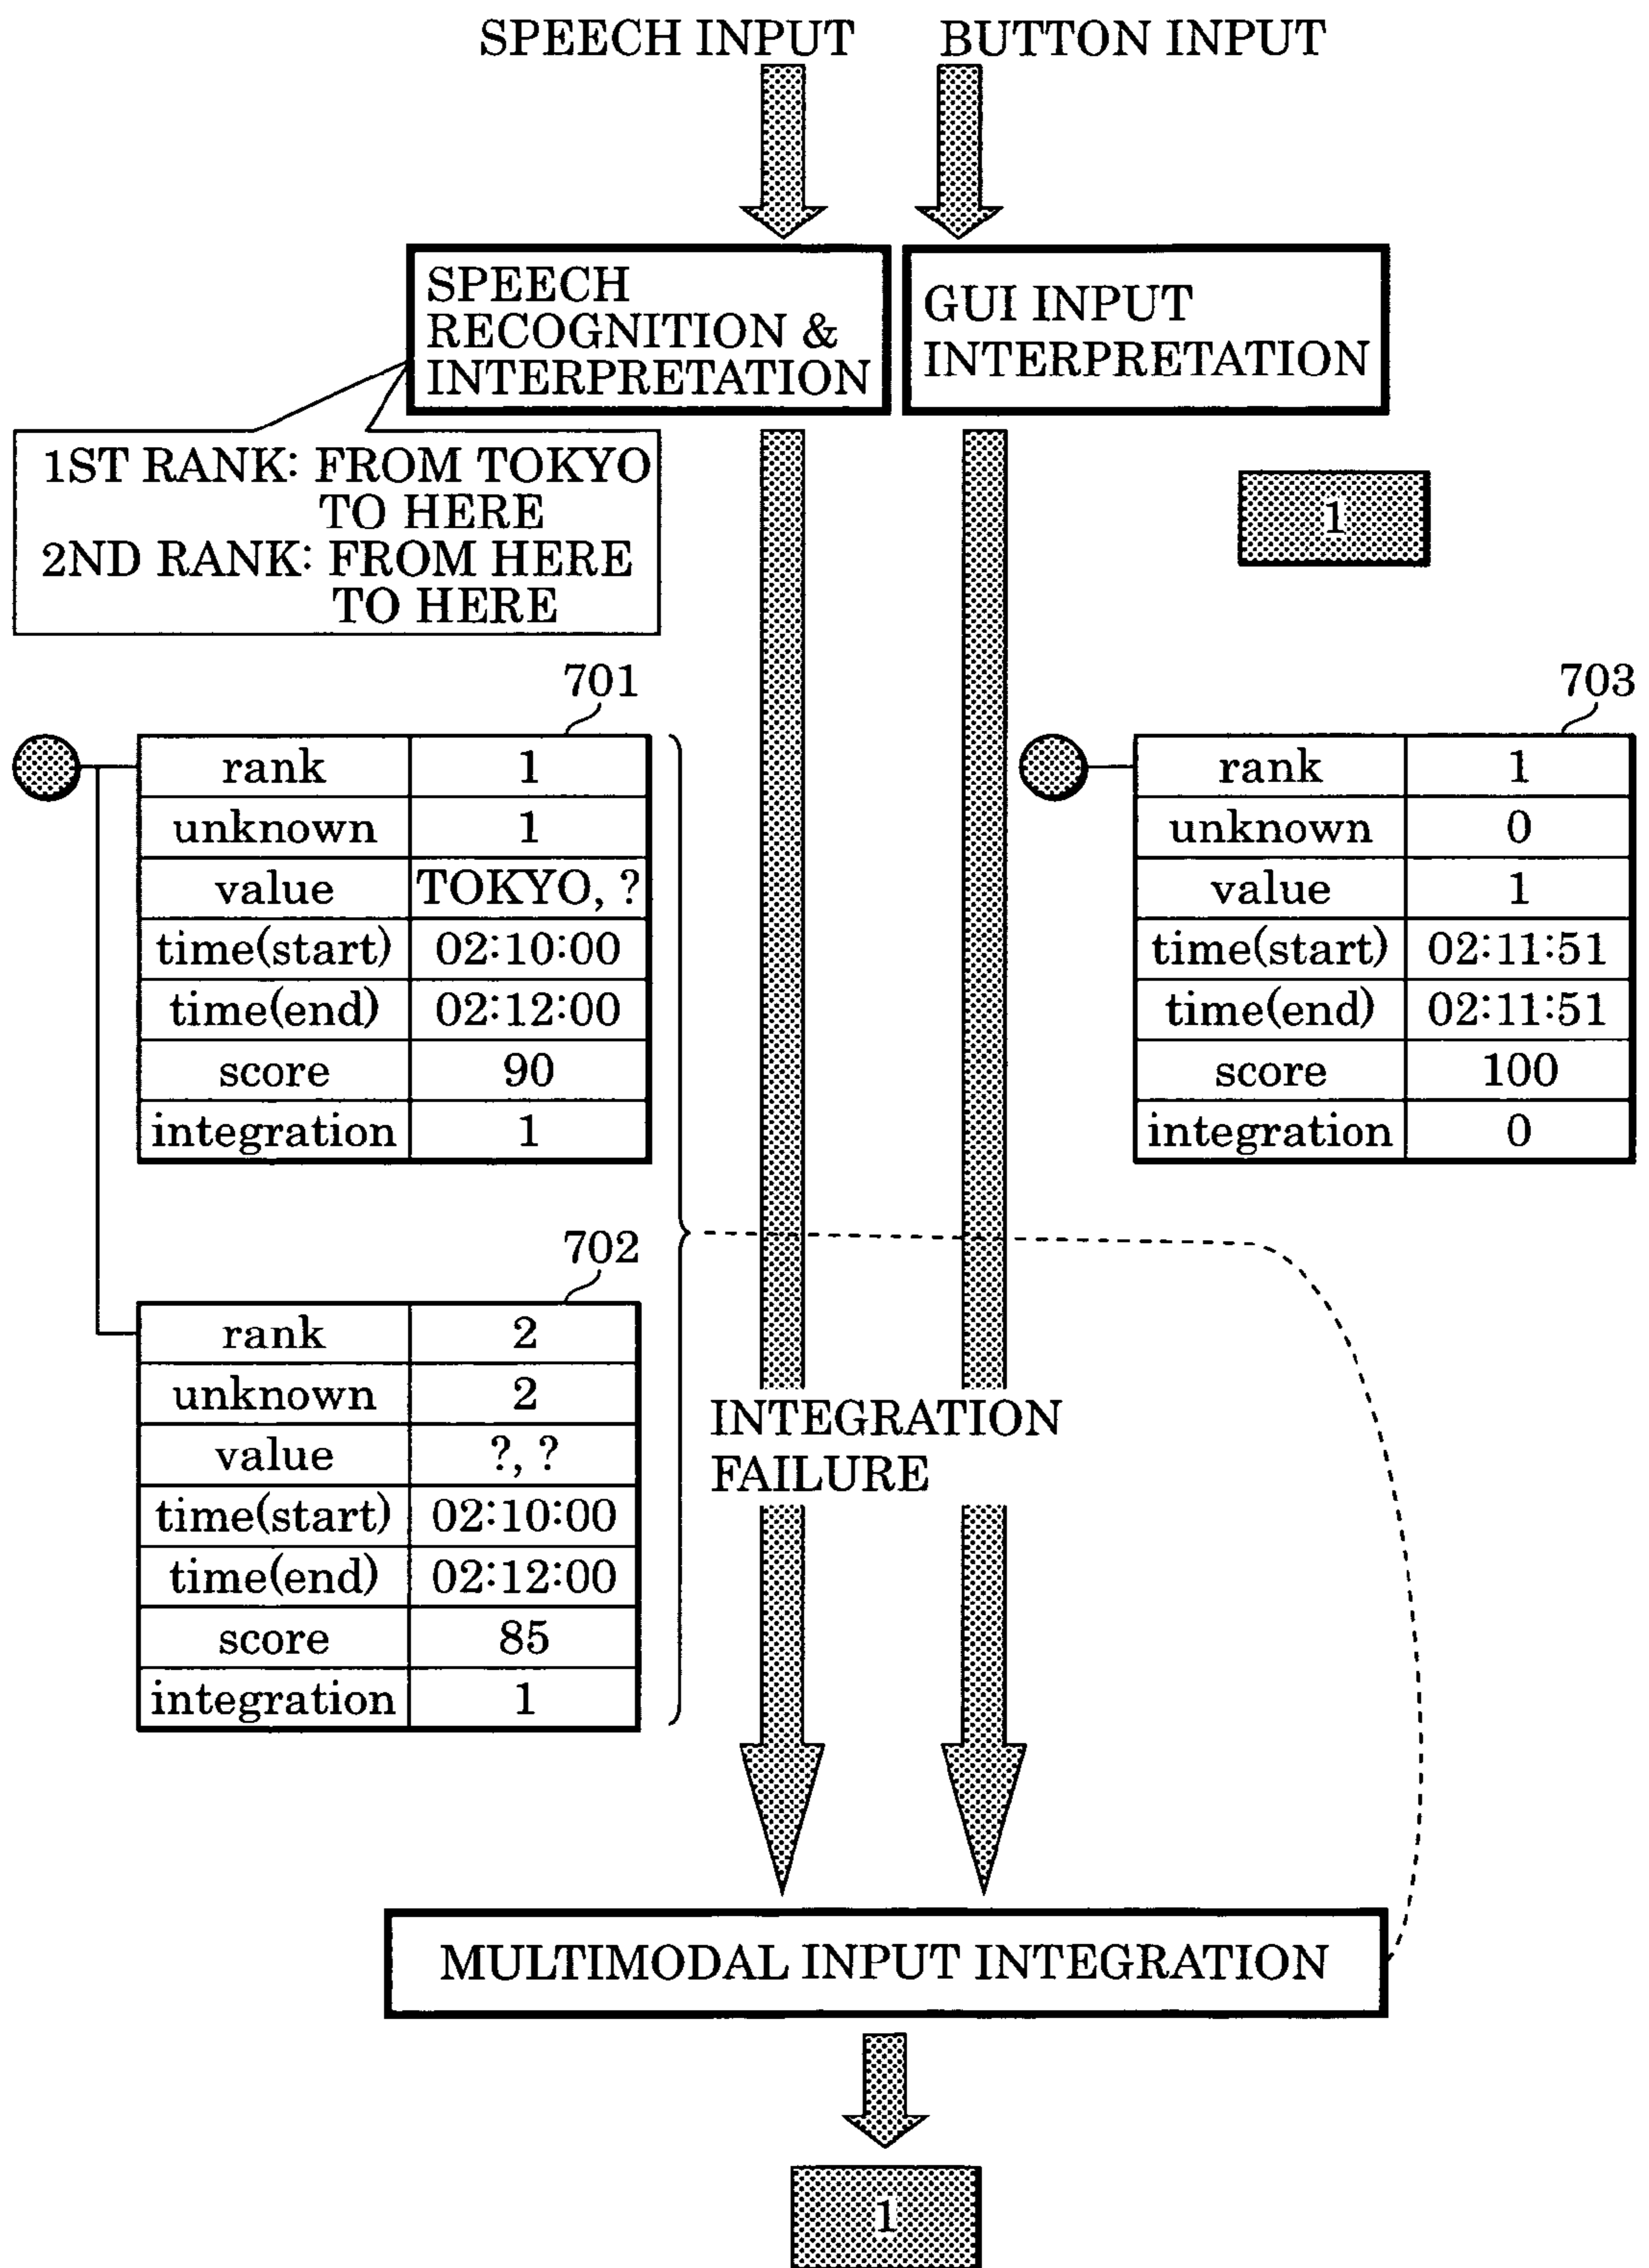 SPEECH INPUT
BUTTON INPUT
SPEECH
RECOGNITION &
INTERPRETATION
GUI INPUT
INTERPRETATION
1ST RANK: FROM TOKYO
TO HERE
2ND RANK: FROM HERE
TO HERE
1
701
rank 1
unknown 1
value TOKYO, ?
time(start) 02:10:00
time(end) 02:12:00
score 90
integration 1
703
rank 1
unknown 0
value 1
time(start) 02:11:51
time(end) 02:11:51
score 100
integration 0
702
rank 2
unknown 2
value ?, ?
time(start) 02:10:00
time(end) 02:12:00
score 85
integration 1
INTEGRATION
FAILURE
MULTIMODAL INPUT INTEGRATION
1